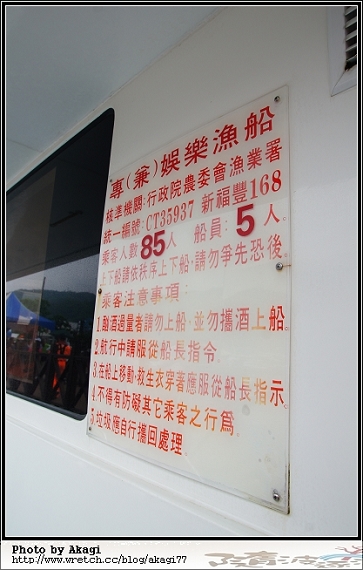 專(兼)娛樂漁船
核準機關:行政院農委會漁業署
統一編號:CT35937 新福豐168
乘客人數85人 船員:5人。
上下船請依秩序上下船,請勿爭先恐後。
乘客注意事項:
1.酗酒過量者請勿上船,並勿攜酒上船。
2.航行中請服從船長指令。
3.在船上移動,救生衣穿著應服從船長指示。
4.不得有防礙其它乘客之行為。
5.垃圾應自行攜回處理。
Photo by Akagi
http://www.wretch.cc/blog/akagi77